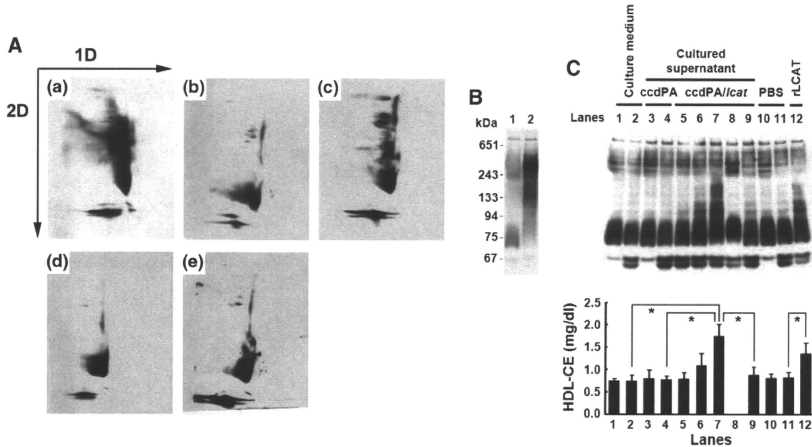 A
1D
2D
(a)
(b)
(c)
(d)
(e)
B
1 2
kDa
651
243
133
94
75
67
C
Culture medium
Cultured
supernatant
ccdPA ccdPA/lcat PBS rLCAT
Lanes 1 2 3 4 5 6 7 8 9 10 11 12
HDL-CE (mg/dl)
2.5
2.0
1.5
1.0
0.5
0.0
* * * *
1 2 3 4 5 6 7 8 9 10 11 12
Lanes